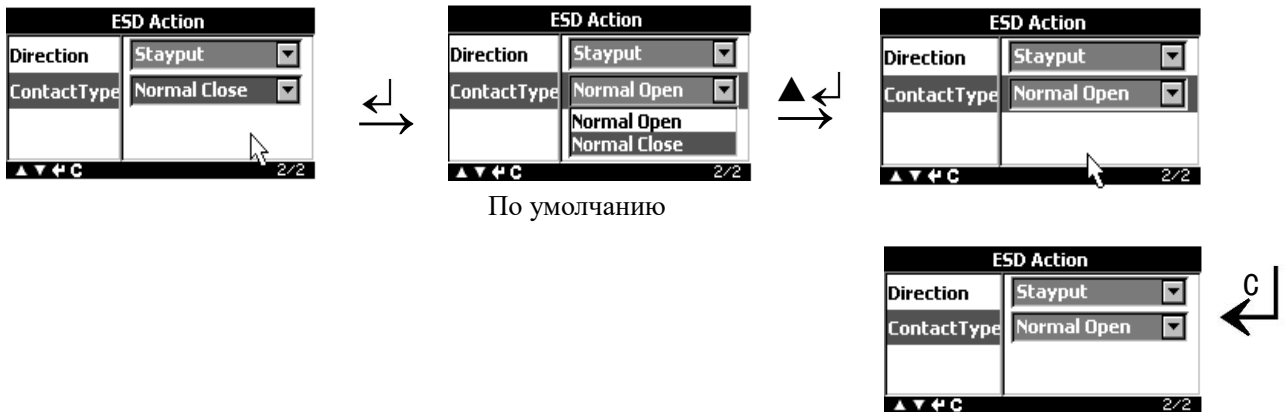 ESD Action
Direction Stayput
ContactType Normal Close
▲ ▼ ↵ C 2/2
ESD Action
Direction Stayput
ContactType Normal Open
Normal Open
Normal Close
▲ ▼ ↵ C 2/2
По умолчанию
ESD Action
Direction Stayput
ContactType Normal Open
▲ ▼ ↵ C 2/2
C
ESD Action
Direction Stayput
ContactType Normal Open
▲ ▼ ↵ C 2/2